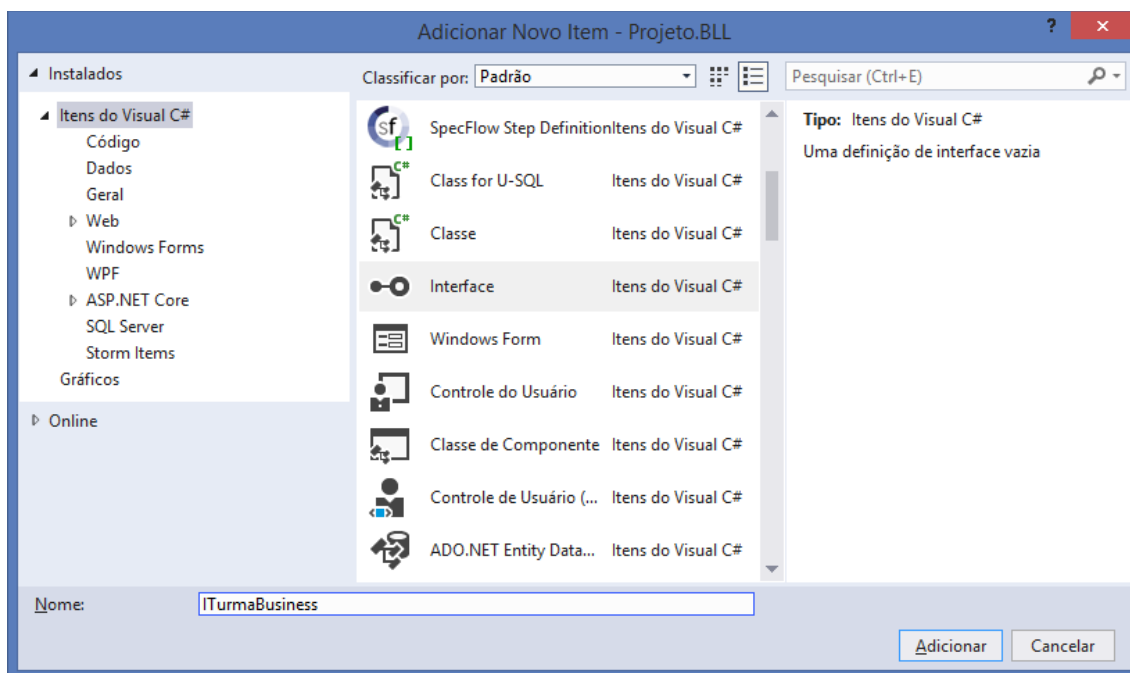 Adicionar Novo Item - Projeto.BLL
?
Instalados
Classificar por: Padrão
Pesquisar (Ctrl+E)
Itens do Visual C#
Código
Dados
Geral
Web
Windows Forms
WPF
ASP.NET Core
SQL Server
Storm Items
Gráficos
Online
SpecFlow Step Definition Itens do Visual C#
Class for U-SQL Itens do Visual C#
Classe Itens do Visual C#
Interface Itens do Visual C#
Windows Form Itens do Visual C#
Controle do Usuário Itens do Visual C#
Classe de Componente Itens do Visual C#
Controle de Usuário (... Itens do Visual C#
ADO.NET Entity Data... Itens do Visual C#
Tipo: Itens do Visual C#
Uma definição de interface vazia
Nome: ITurmaBusiness
Adicionar Cancelar